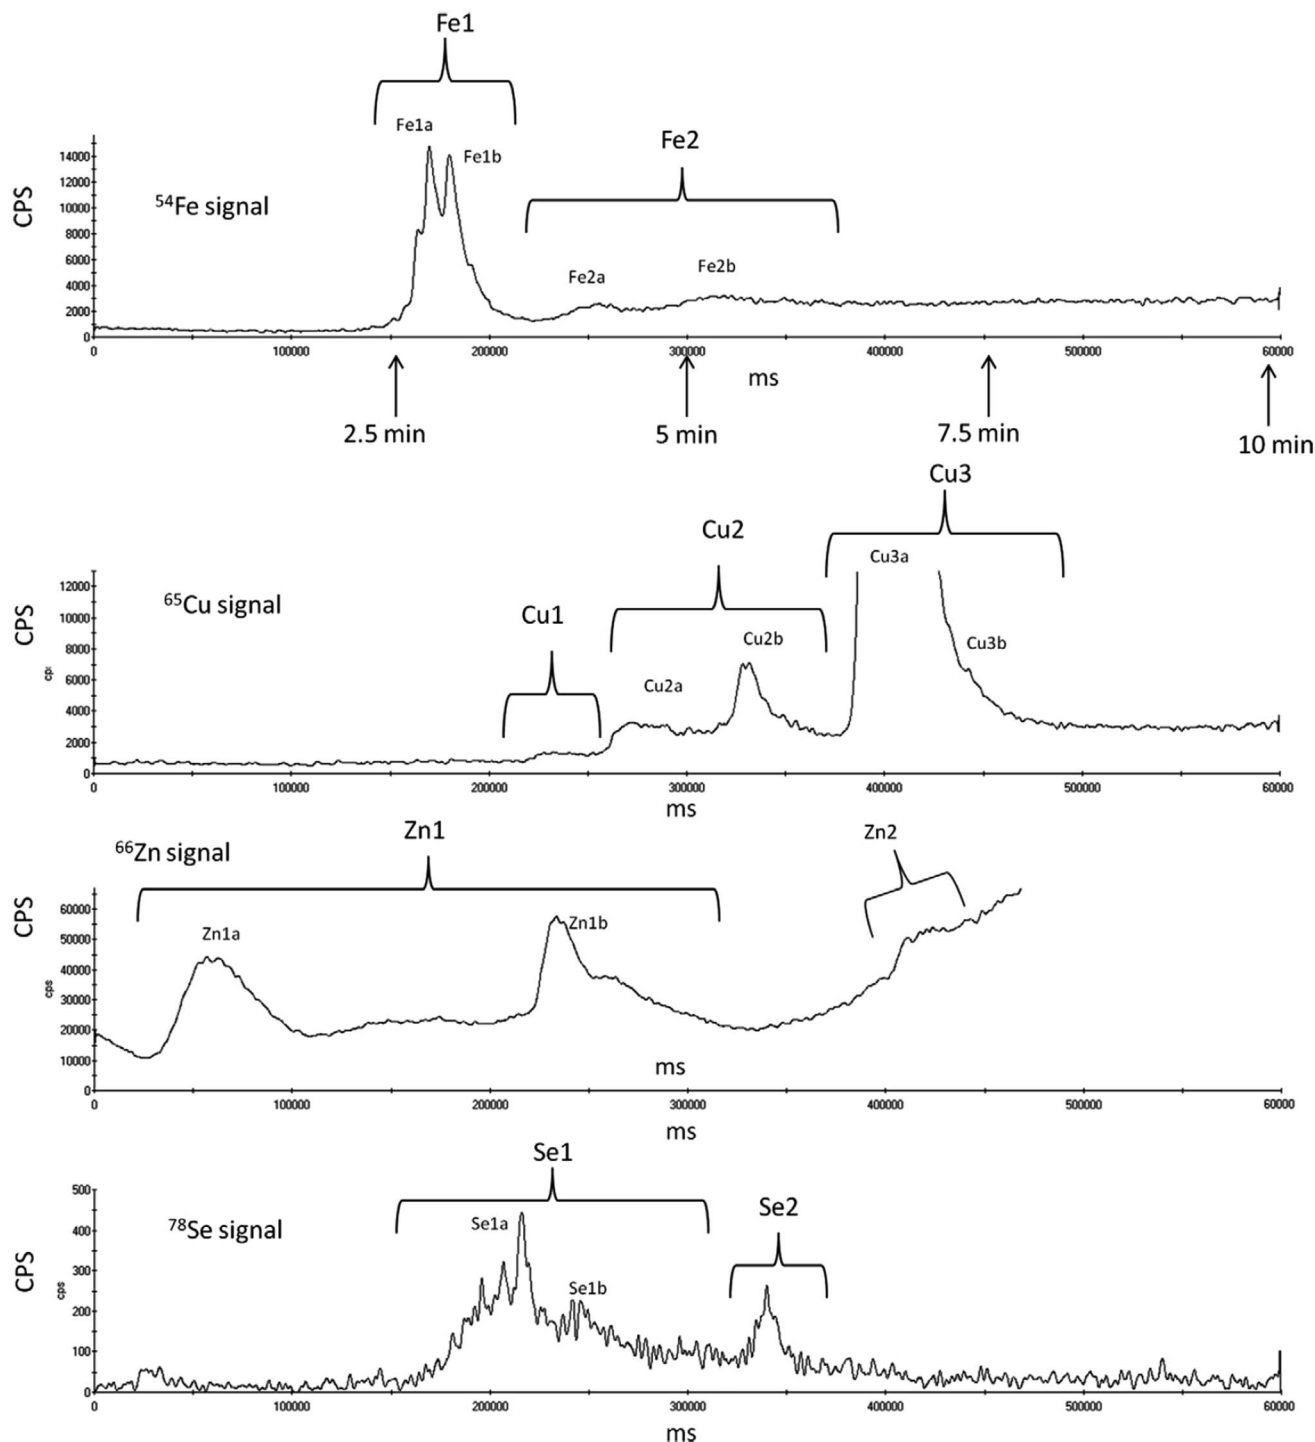 Fe1
Fe1a
Fe1b
Fe2
Fe2a
Fe2b
⁵⁴Fe signal
CPS
14000
12000
10000
8000
6000
4000
2000
0
0 100000 200000 300000 400000 500000 60000
ms
2.5 min 5 min 7.5 min 10 min
Cu3
Cu3a
Cu2
Cu1
Cu2b
Cu3b
Cu2a
⁶⁵Cu signal
CPS
cp:
12000
10000
8000
6000
4000
2000
0
0 100000 200000 300000 400000 500000 60000
ms
Zn1
Zn2
⁶⁶Zn signal
Zn1a
Zn1b
CPS
cps
60000
50000
40000
30000
20000
10000
0
ms
0 100000 200000 300000 400000 500000 60000
ms
Se1
Se2
Se1a
Se1b
⁷⁸Se signal
CPS
cps
500
400
300
200
100
0
0 100000 200000 300000 400000 500000 60000
ms